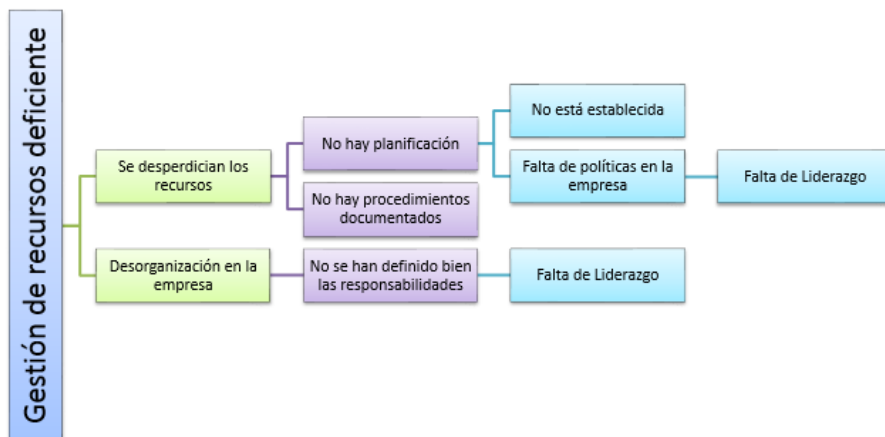 Gestión de recursos deficiente
Se desperdician los
recursos
No hay planificación
No está establecida
Falta de políticas en la
empresa
Falta de Liderazgo
No hay procedimientos
documentados
Desorganización en la
empresa
No se han definido bien
las responsabilidades
Falta de Liderazgo